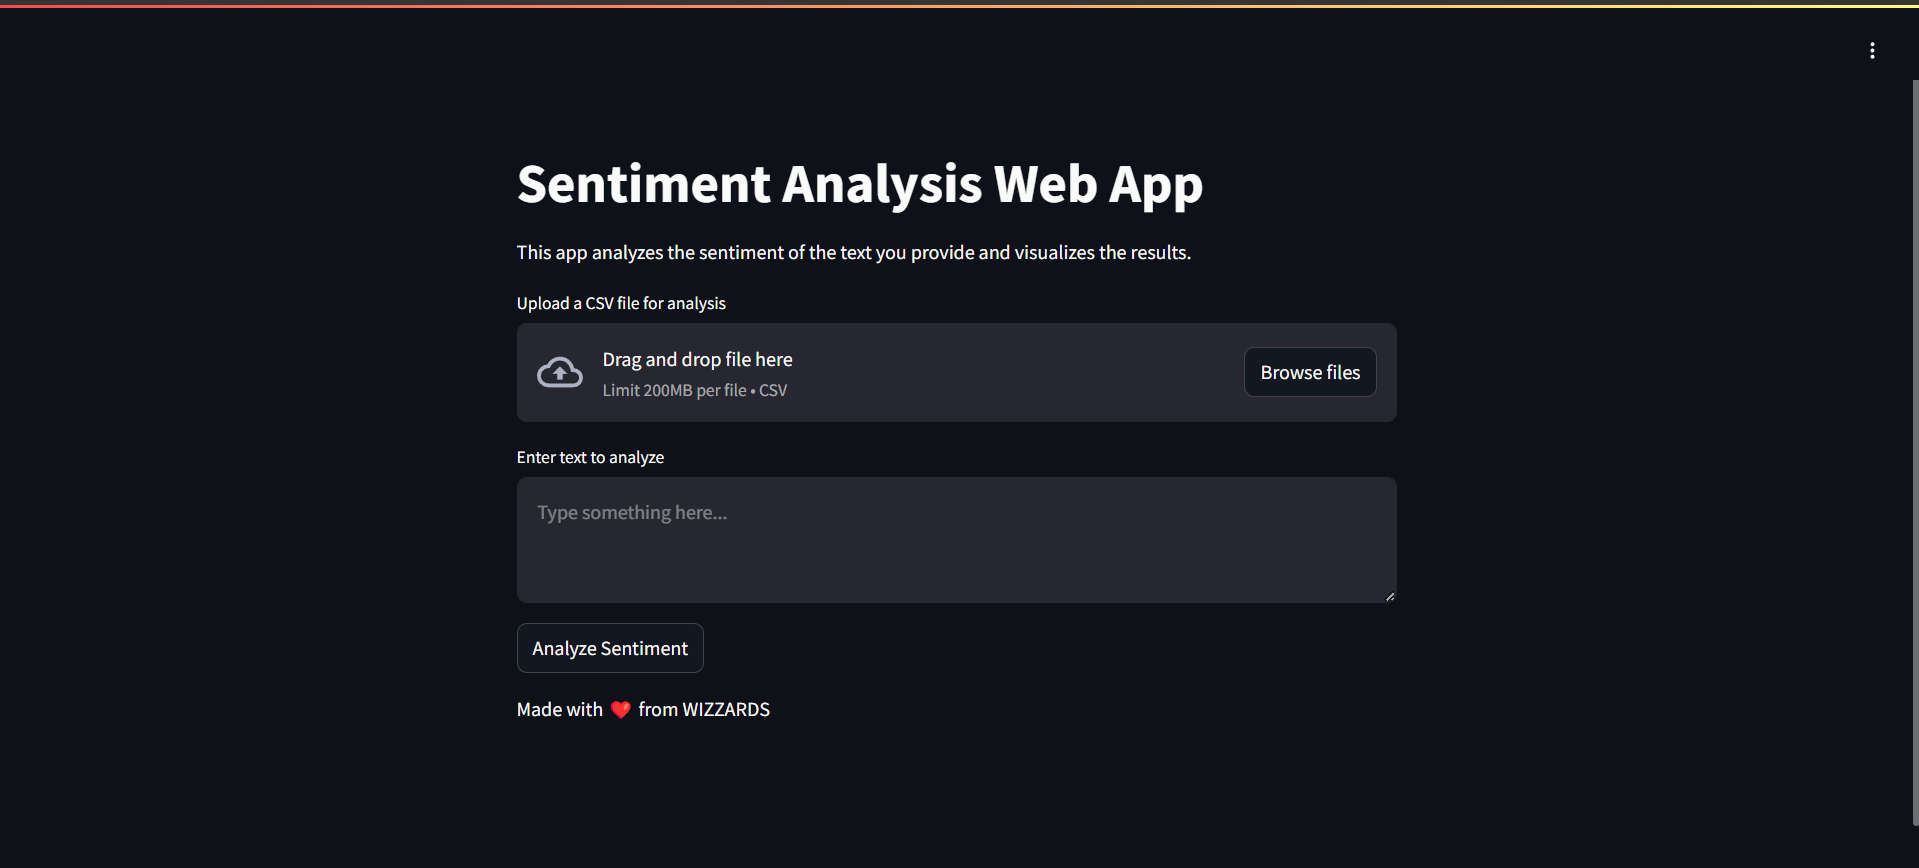 Sentiment Analysis Web App
This app analyzes the sentiment of the text you provide and visualizes the results.
Upload a CSV file for analysis
Drag and drop file here
Limit 200MB per file • CSV
Browse files
Enter text to analyze
Type something here...
Analyze Sentiment
Made with ❤️ from WIZZARDS